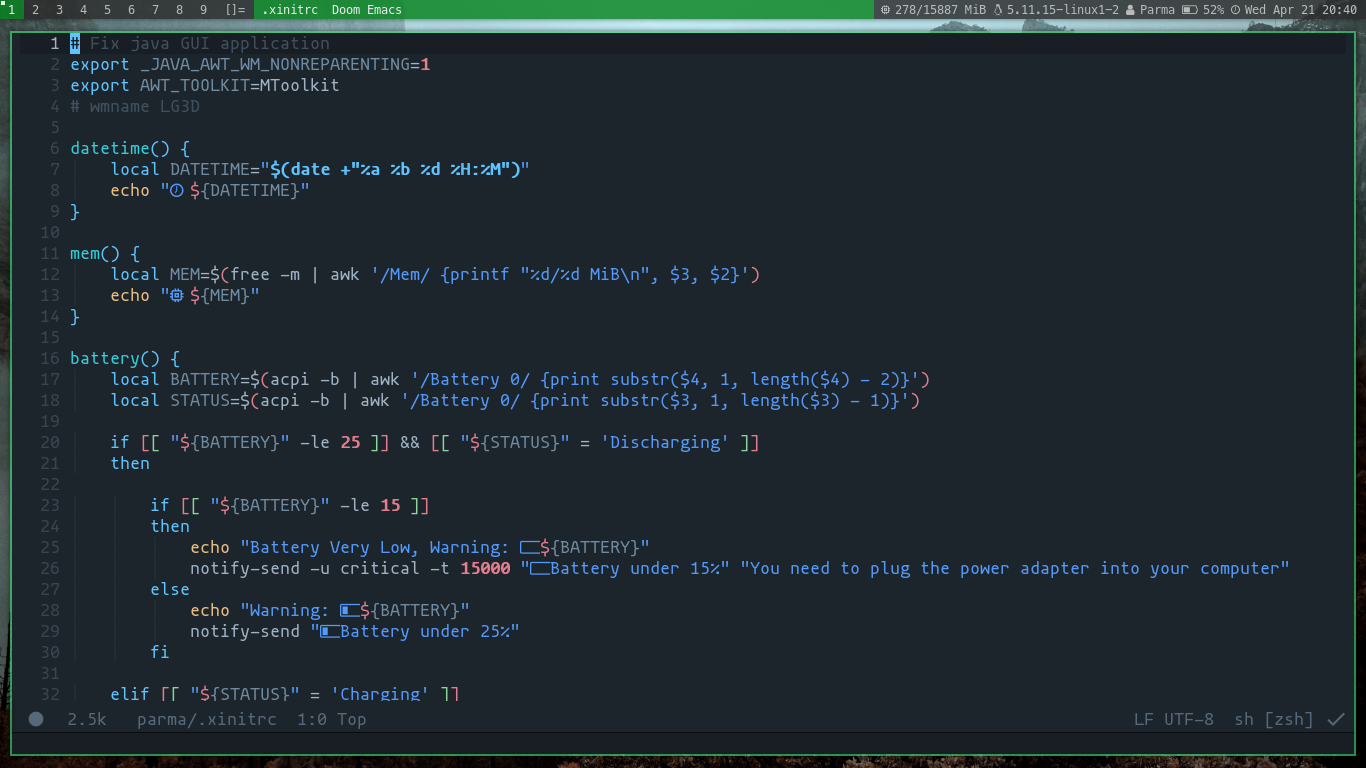 1 2 3 4 5 6 7 8 9 []= .xinitrc Doom Emacs 278/15887 MiB 5.11.15-linux1-2 Parma 52% Wed Apr 21 20:40
1 # Fix java GUI application
2 export _JAVA_AWT_WM_NONREPARENTING=1
3 export AWT_TOOLKIT=MToolkit
4 # wmname LG3D
5
6 datetime() {
7     local DATETIME="$(date +"%a %b %d %H:%M")"
8     echo "${DATETIME}"
9 }
10
11 mem() {
12     local MEM=$(free -m | awk '/Mem/ {printf "%d/%d MiB\n", $3, $2}')
13     echo "${MEM}"
14 }
15
16 battery() {
17     local BATTERY=$(acpi -b | awk '/Battery 0/ {print substr($4, 1, length($4) - 2)}')
18     local STATUS=$(acpi -b | awk '/Battery 0/ {print substr($3, 1, length($3) - 1)}')
19
20     if [[ "${BATTERY}" -le 25 ]] && [[ "${STATUS}" = 'Discharging' ]]
21     then
22
23         if [[ "${BATTERY}" -le 15 ]]
24         then
25             echo "Battery Very Low, Warning: ${BATTERY}"
26             notify-send -u critical -t 15000 "Battery under 15%" "You need to plug the power adapter into your computer"
27         else
28             echo "Warning: ${BATTERY}"
29             notify-send "Battery under 25%"
30         fi
31
32     elif [[ "${STATUS}" = 'Charging' ]]
2.5k parma/.xinitrc 1:0 Top LF UTF-8 sh [zsh]